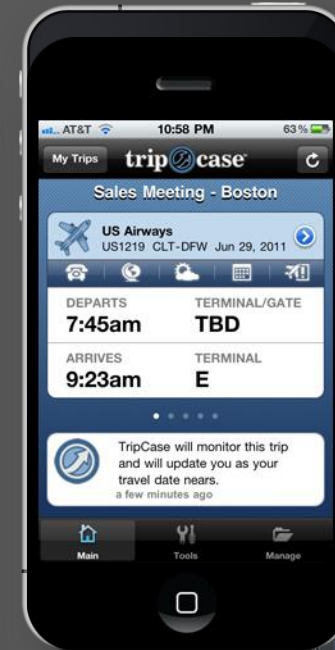 AT&T 10:58 PM 63%
My Trips tripcase
Sales Meeting - Boston
US Airways
US1219 CLT-DFW Jun 29, 2011
DEPARTS TERMINAL/GATE
7:45am TBD
ARRIVES TERMINAL
9:23am E
TripCase will monitor this trip
and will update you as your
travel date nears.
a few minutes ago
Main Tools Manage